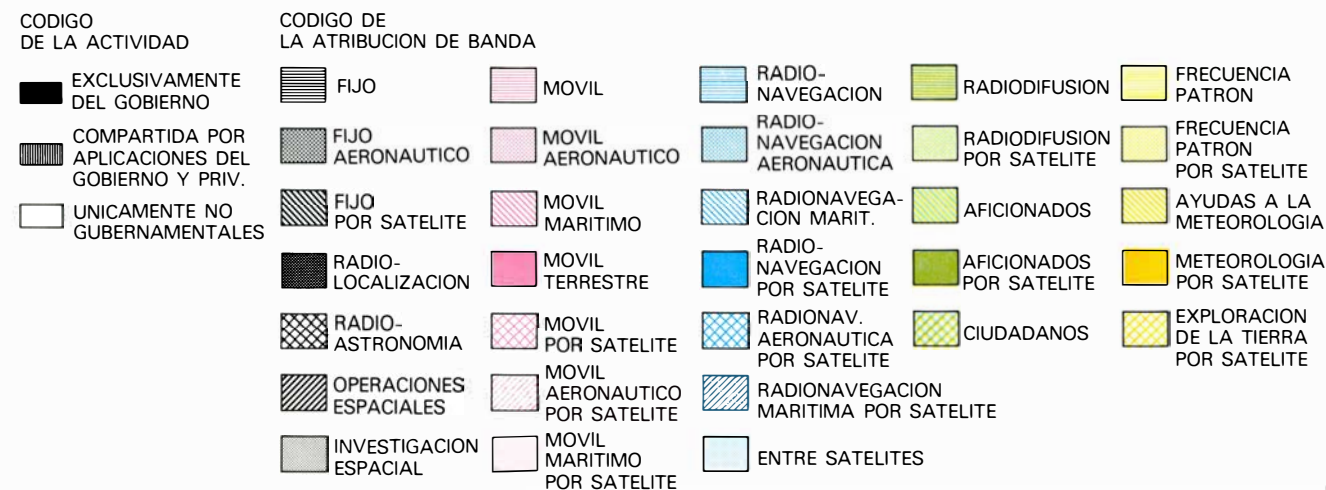 CODIGO
DE LA ACTIVIDAD
EXCLUSIVAMENTE
DEL GOBIERNO
COMPARTIDA POR
APLICACIONES DEL
GOBIERNO Y PRIV.
UNICAMENTE NO
GUBERNAMENTALES
CODIGO DE
LA ATRIBUCION DE BANDA
FIJO
FIJO
AERONAUTICO
FIJO
POR SATELITE
RADIO-
LOCALIZACION
RADIO-
ASTRONOMIA
OPERACIONES
ESPACIALES
INVESTIGACION
ESPACIAL
MOVIL
MOVIL
AERONAUTICO
MOVIL
MARITIMO
MOVIL
TERRESTRE
MOVIL
POR SATELITE
MOVIL
AERONAUTICO
POR SATELITE
MOVIL
MARITIMO
POR SATELITE
RADIO-
NAVEGACION
RADIO-
NAVEGACION
AERONAUTICA
RADIONAVEGA-
CION MARIT.
RADIO-
NAVEGACION
POR SATELITE
RADIONAV.
AERONAUTICA
POR SATELITE
RADIONAVEGACION
MARITIMA POR SATELITE
ENTRE SATELITES
RADIODIFUSION
RADIODIFUSION
POR SATELITE
AFICIONADOS
AFICIONADOS
POR SATELITE
CIUDADANOS
FRECUENCIA
PATRON
FRECUENCIA
PATRON
POR SATELITE
AYUDAS A LA
METEOROLOGIA
METEOROLOGIA
POR SATELITE
EXPLORACION
DE LA TIERRA
POR SATELITE